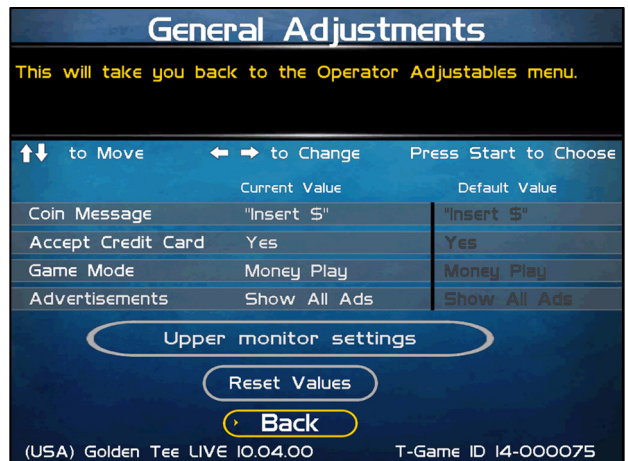 General Adjustments
This will take you back to the Operator Adjustables menu.
to Move to Change Press Start to Choose
Current Value Default Value
Coin Message "Insert $" "Insert $"
Accept Credit Card Yes Yes
Game Mode Money Play Money Play
Advertisements Show All Ads Show All Ads
Upper monitor settings
Reset Values
Back
(USA) Golden Tee LIVE 10.04.00 T-Game ID 14-000075